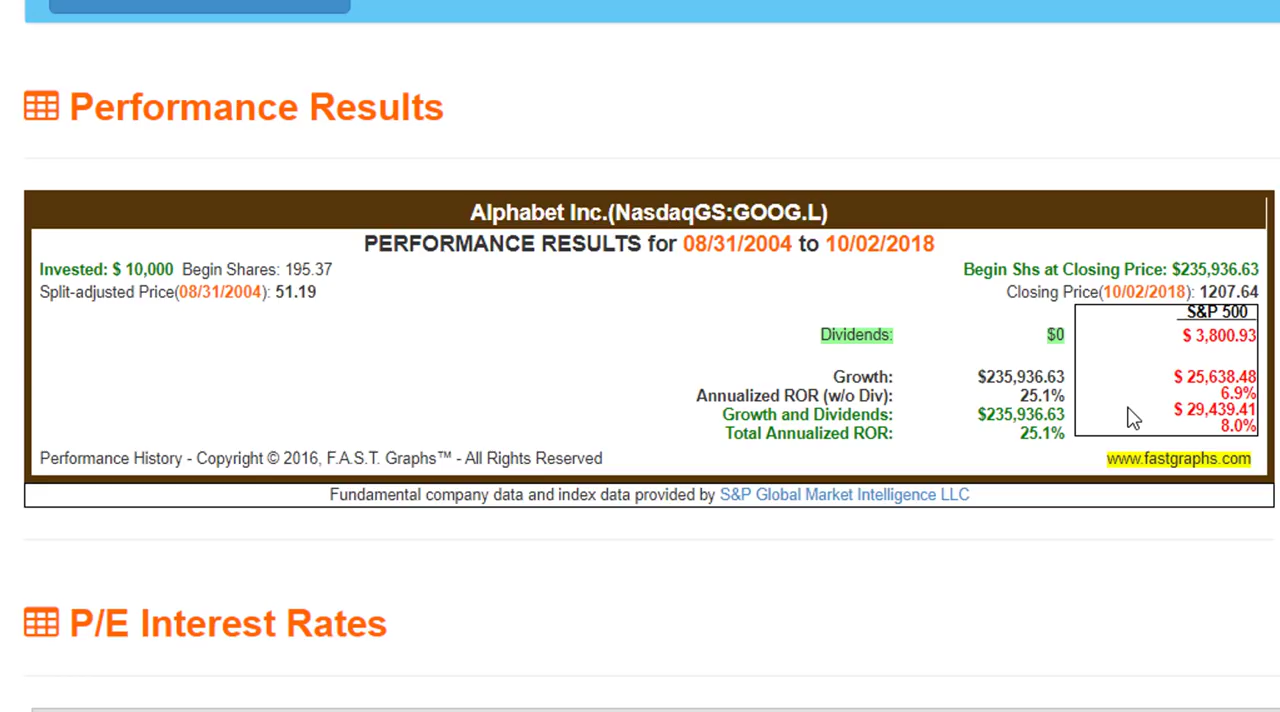 Performance Results
Alphabet Inc.(NasdaqGS:GOOG.L)
PERFORMANCE RESULTS for 08/31/2004 to 10/02/2018
Invested: $ 10,000 Begin Shares: 195.37 Begin Shs at Closing Price: $235,936.63
Split-adjusted Price(08/31/2004): 51.19 Closing Price(10/02/2018): 1207.64
S&P 500
Dividends: $0 $ 3,800.93
Growth: $235,936.63 $ 25,638.48
Annualized ROR (w/o Div): 25.1% 6.9%
Growth and Dividends: $235,936.63 $ 29,439.41
Total Annualized ROR: 25.1% 8.0%
Performance History - Copyright © 2016, F.A.S.T. Graphs™ - All Rights Reserved www.fastgraphs.com
Fundamental company data and index data provided by S&P Global Market Intelligence LLC
P/E Interest Rates